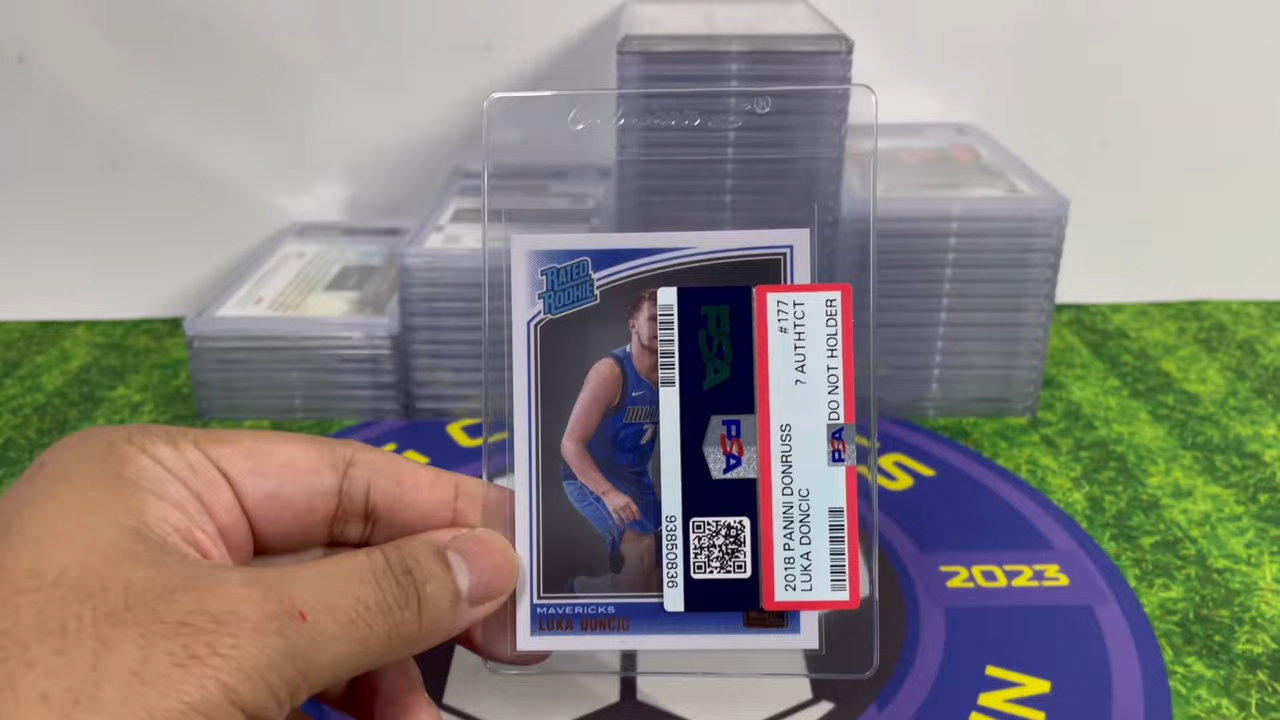 RATED
ROOKIE
DALL
MAVERICKS
LUKA DONCIC
93850836
PSA
PSA
2018 PANINI DONRUSS #177
LUKA DONCIC ? AUTHTCT
PSA DO NOT HOLDER
2023